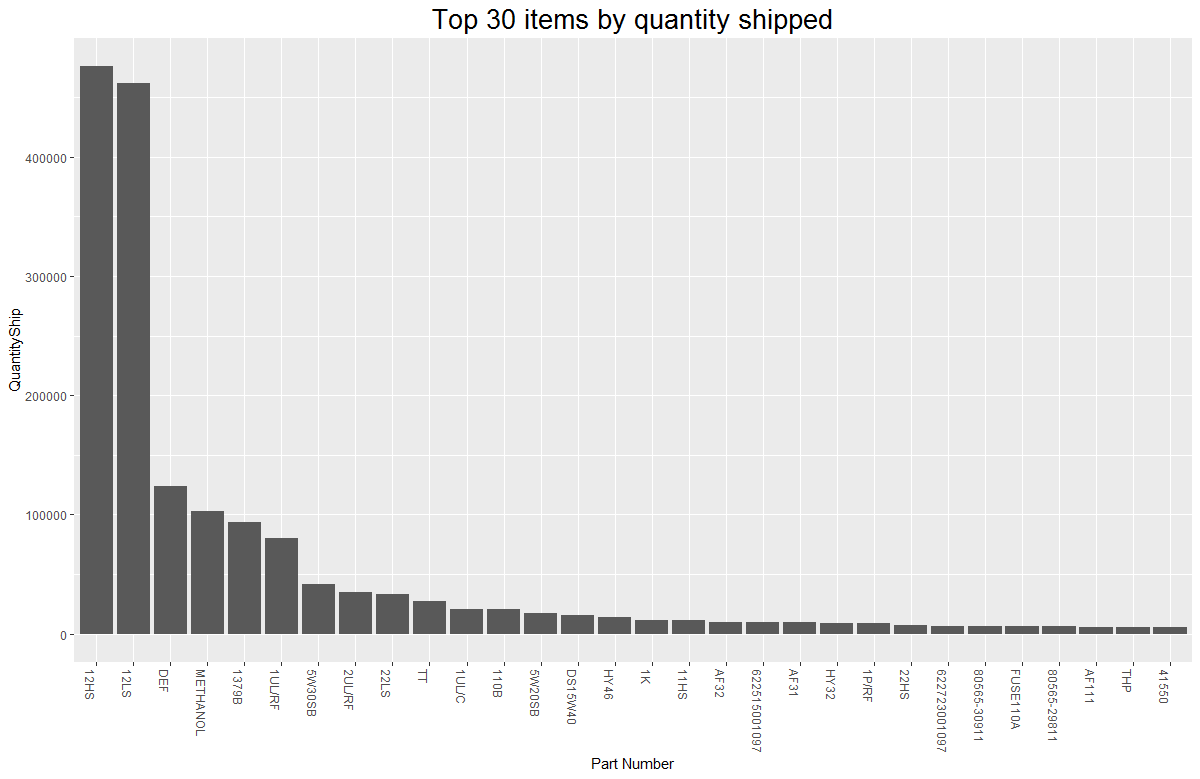 Top 30 items by quantity shipped
QuantityShip
400000
300000
200000
100000
0
12HS
12LS
DEF
METHANOL
1379B
1UL/RF
5W30SB
2UL/RF
22LS
TT
1UL/C
110B
5W20SB
DS15W40
HY46
1K
11HS
AF32
622515001097
AF31
HY32
1P/RF
22HS
622723001097
80565-30911
FUSE110A
80565-29811
AF111
THP
41550
Part Number